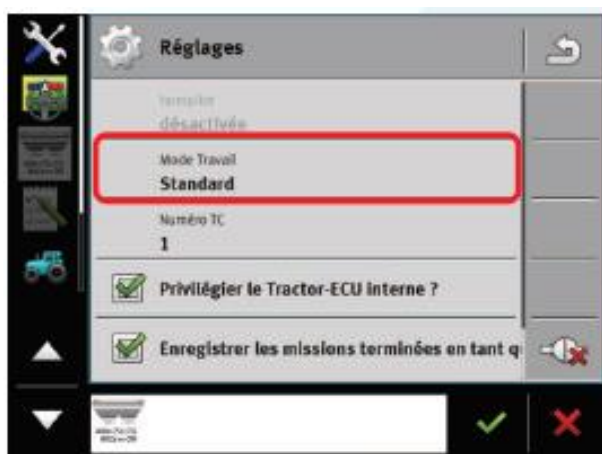 Réglages
désactivée
Mode Travail
Standard
Numéro TC
1
Privilégier le Tractor-ECU interne ?
Enregistrer les missions terminées en tant q